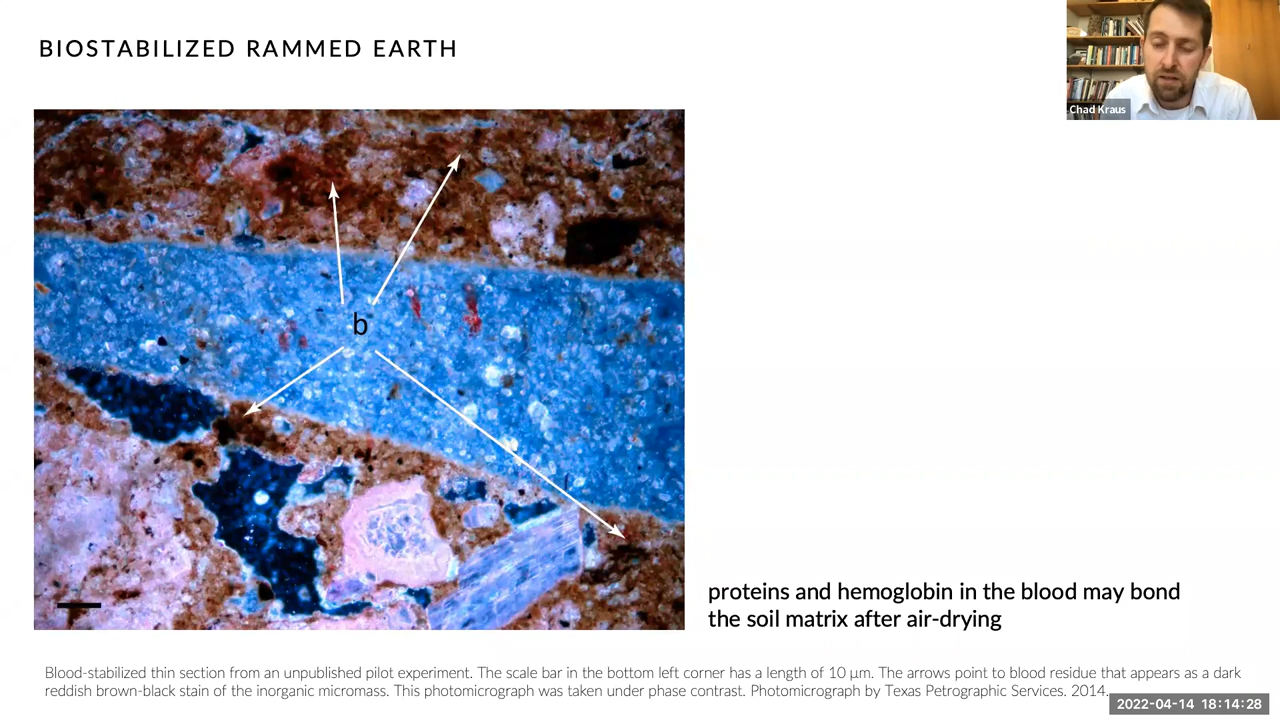 BIOSTABILIZED RAMMED EARTH
Chad Kraus
b
proteins and hemoglobin in the blood may bond
the soil matrix after air-drying
Blood-stabilized thin section from an unpublished pilot experiment. The scale bar in the bottom left corner has a length of 10 µm. The arrows point to blood residue that appears as a dark
reddish brown-black stain of the inorganic micromass. This photomicrograph was taken under phase contrast. Photomicrograph by Texas Petrographic Services. 2014.
2022-04-14 18:14:28